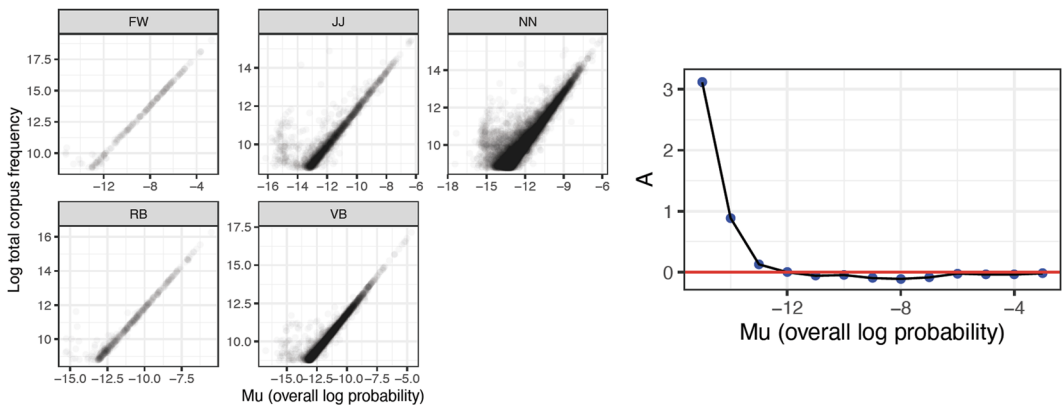 FW JJ NN
Log total corpus frequency
17.5
15.0
12.5
10.0
−12 −8 −4
14
12
10
−16 −14 −12 −10 −8 −6
14
12
10
−18 −15 −12 −9 −6
RB VB
16
14
12
10
−15.0 −12.5 −10.0 −7.5
17.5
15.0
12.5
10.0
−15.0 −12.5 −10.0 −7.5 −5.0
Mu (overall log probability)
A
3
2
1
0
−12 −8 −4
Mu (overall log probability)